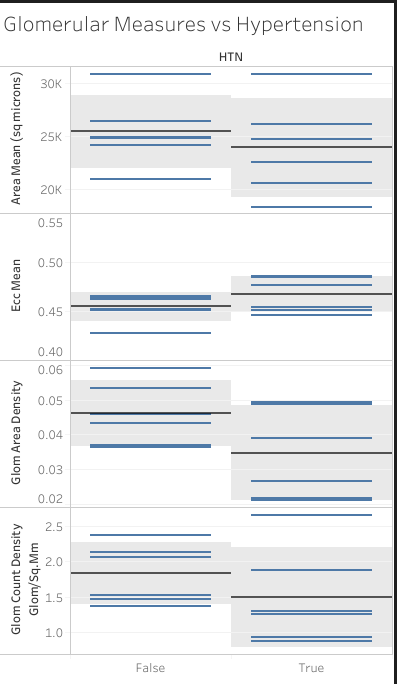 Glomerular Measures vs Hypertension
HTN
Area Mean (sq microns)
30K
25K
20K
Ecc Mean
0.55
0.50
0.45
0.40
Glom Area Density
0.06
0.05
0.04
0.03
0.02
Glom Count Density
Glom/Sq.Mm
2.5
2.0
1.5
1.0
False
True